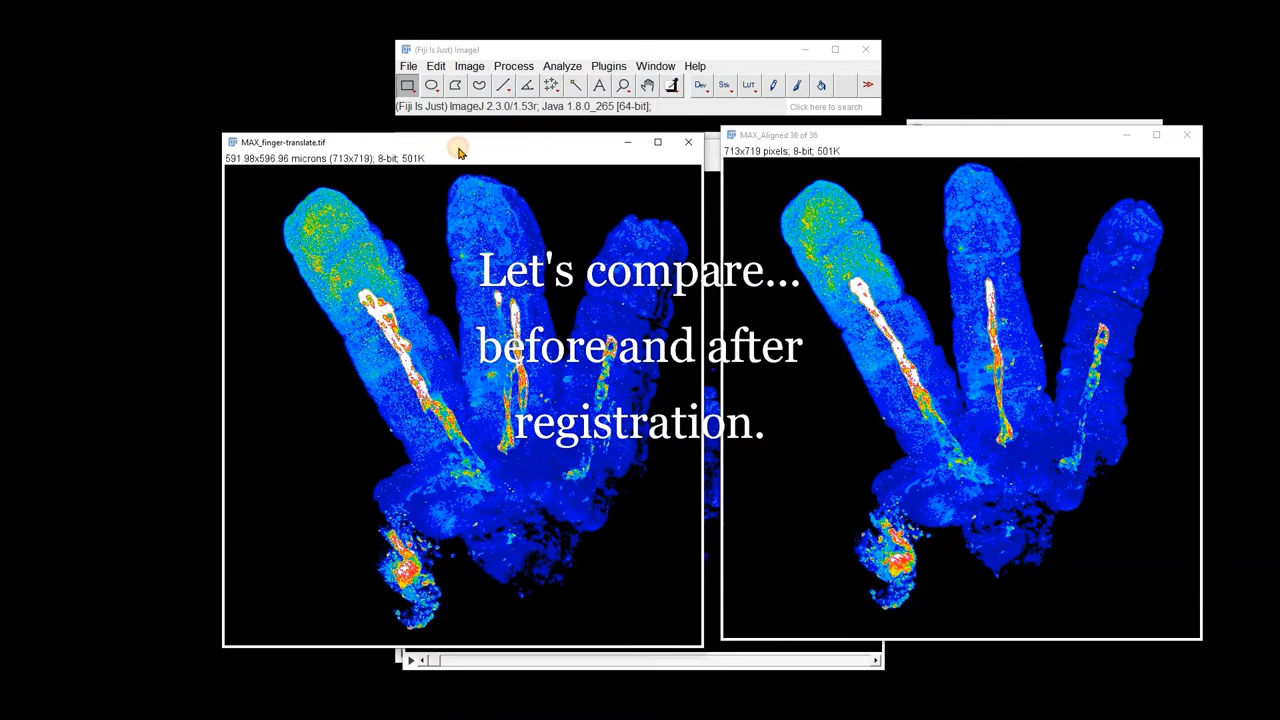 (Fiji Is Just) ImageJ
File Edit Image Process Analyze Plugins Window Help
Dev Stk LUT
(Fiji Is Just) ImageJ 2.3.0/1.53r; Java 1.8.0_265 [64-bit];
Click here to search
MAX_finger-translate.tif
591.98x596.96 microns (713x719); 8-bit; 501K
MAX_Aligned 36 of 36
713x719 pixels; 8-bit; 501K
Let's compare...
before and after
registration.